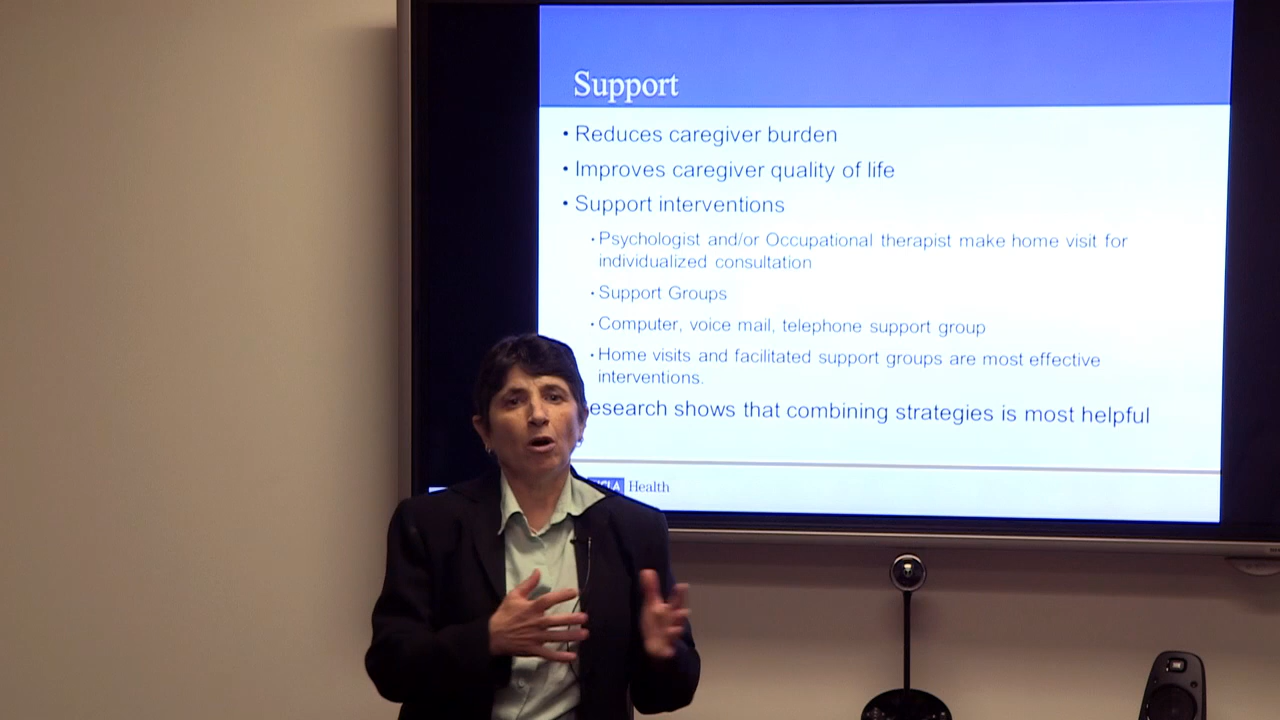 Support
• Reduces caregiver burden
• Improves caregiver quality of life
• Support interventions
• Psychologist and/or Occupational therapist make home visit for
individualized consultation
• Support Groups
• Computer, voice mail, telephone support group
• Home visits and facilitated support groups are most effective
interventions.
esearch shows that combining strategies is most helpful
Health